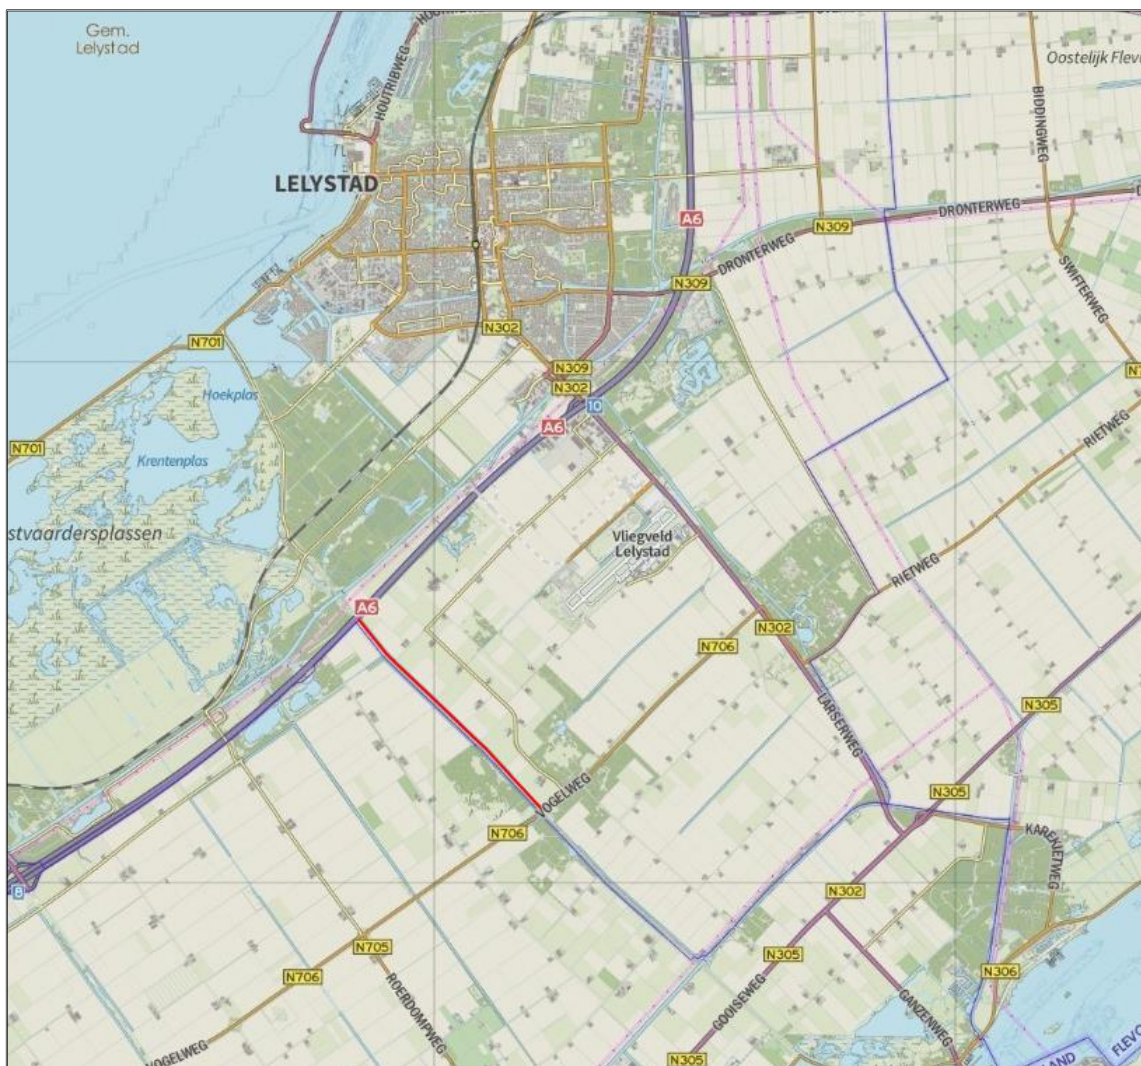 Gem.
Lelystad
HOUTRIBWEG
LELYSTAD
Oostelijk Flev
BIDDINGWEG
A6
DRONTERWEG
N309
DRONTERWEG
SWIFTERWEG
N309
N302
N701
N309
N302
10
A6
Hoekplas
Krentenplas
N701
stvaardersplassen
RIETWEG
Vliegveld
Lelystad
RIETWEG
A6
N302
N706
LARSERWEG
N305
N305
VOGELWEG
N706
KAREKIETWEG
8
N302
N705
N305
N706
ROERDOMPWEG
GOOISEWEG
GANZENWEG
N306
VOGELWEG
N305
LAND
FLEVO